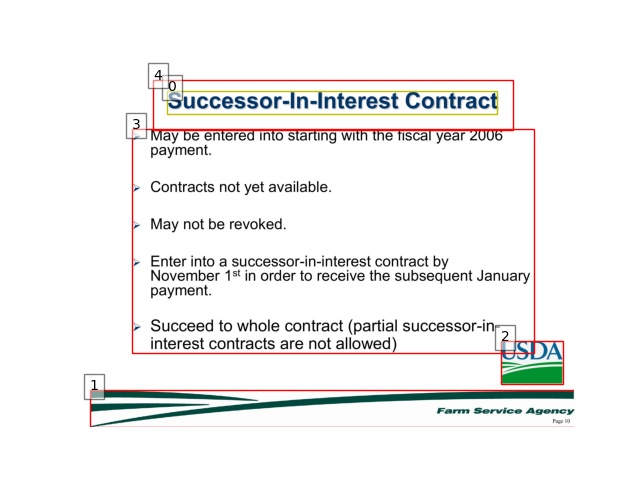 4
0
Successor-In-Interest Contract
3
May be entered into starting with the fiscal year 2006
payment.
Contracts not yet available.
May not be revoked.
Enter into a successor-in-interest contract by
November 1st in order to receive the subsequent January
payment.
Succeed to whole contract (partial successor-in-
interest contracts are not allowed)
2
USDA
1
Farm Service Agency
Page 10